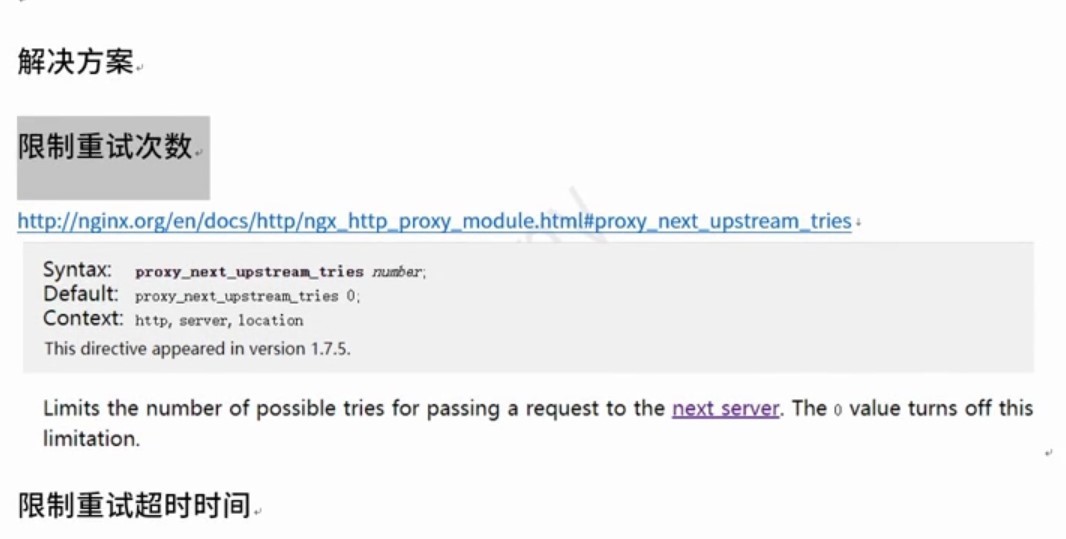 解决方案
限制重试次数
http://nginx.org/en/docs/http/ngx_http_proxy_module.html#proxy_next_upstream_tries
Syntax: proxy_next_upstream_tries number;
Default: proxy_next_upstream_tries 0;
Context: http, server, location
This directive appeared in version 1.7.5.
Limits the number of possible tries for passing a request to the next server. The 0 value turns off this
limitation.
限制重试超时时间